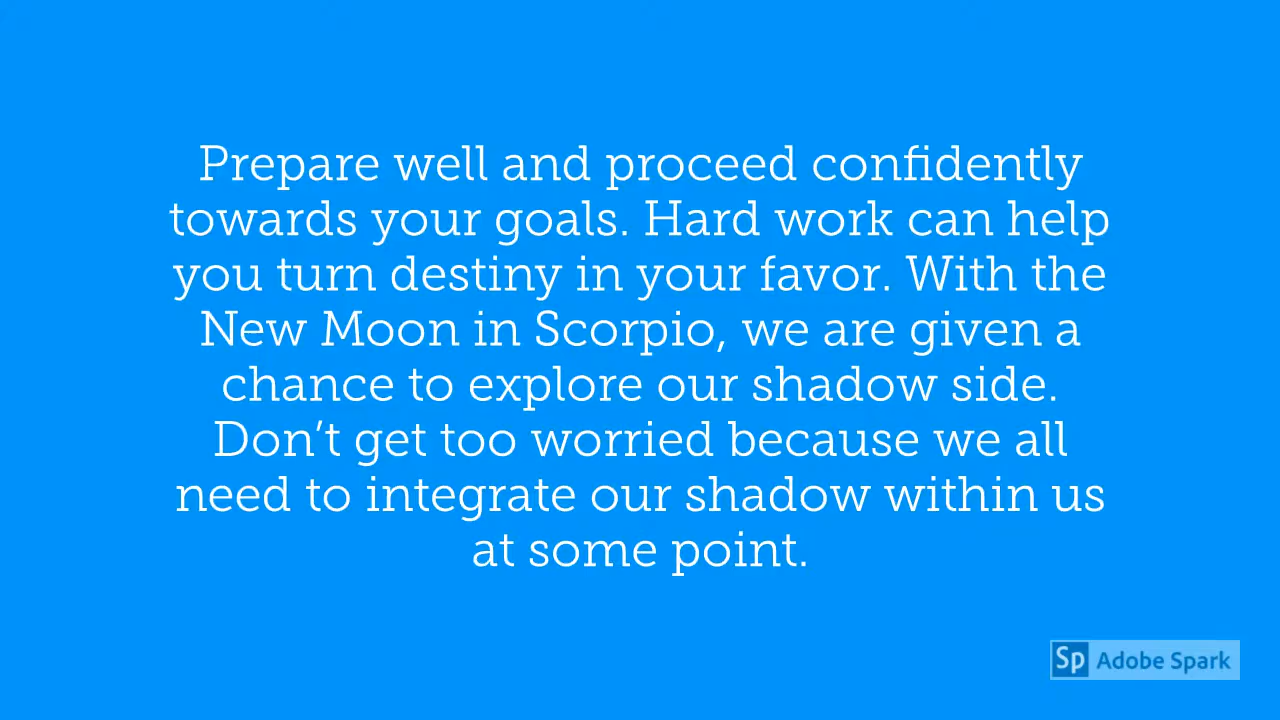 Prepare well and proceed confidently
towards your goals. Hard work can help
you turn destiny in your favor. With the
New Moon in Scorpio, we are given a
chance to explore our shadow side.
Don’t get too worried because we all
need to integrate our shadow within us
at some point.
Sp Adobe Spark